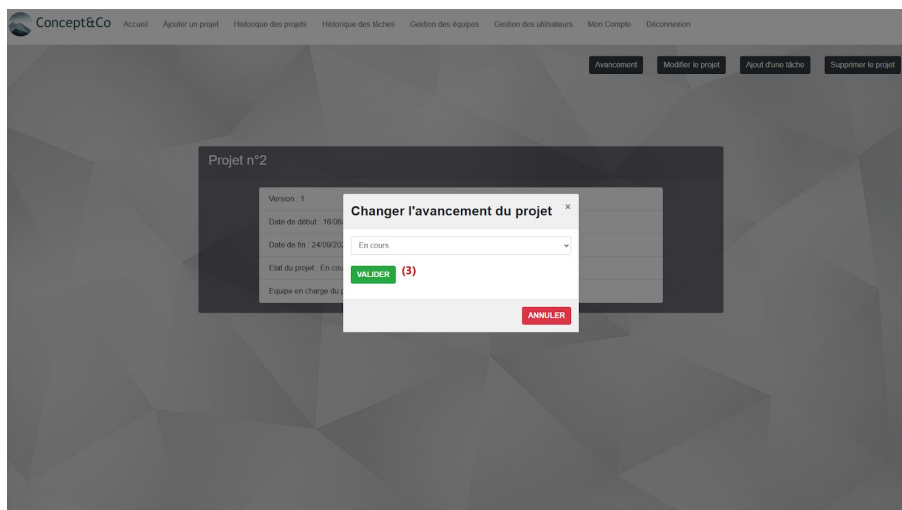 Concept&Co Accueil Ajouter un projet Historique des projets Historique des tâches Gestion des équipes Gestion des utilisateurs Mon Compte Déconnexion
Avancement Modifier le projet Ajout d'une tâche Supprimer le projet
Projet n°2
Version : 1
Changer l'avancement du projet ×
Date de début : 16/06
Date de fin : 24/09/202
En cours
Etat du projet : En cou
VALIDER (3)
Equipe en charge du
ANNULER